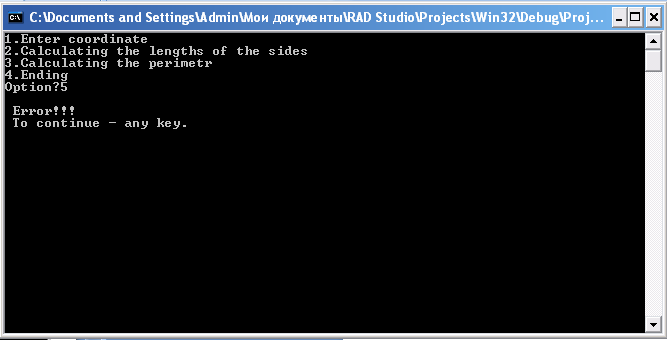 C:\Documents and Settings\Admin\Мои документы\RAD Studio\Projects\Win32\Debug\Proj...
1.Enter coordinate
2.Calculating the lengths of the sides
3.Calculating the perimetr
4.Ending
Option?5
Error!!!
To continue - any key.